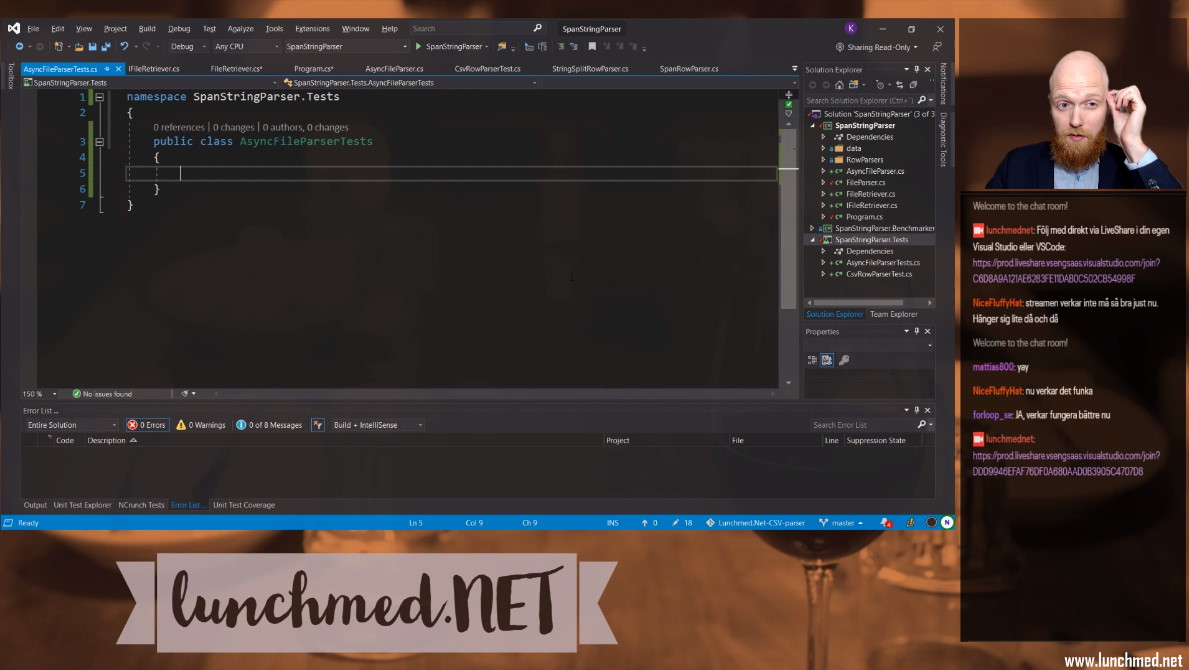 File Edit View Project Build Debug Test Analyze Tools Extensions Window Help Search SpanStringParser K
Debug Any CPU SpanStringParser SpanStringParser Sharing Read-Only
AsyncFileParserTests.cs IFileRetriever.cs FileRetriever.cs* Program.cs* AsyncFileParser.cs CsvRowParserTest.cs StringSplitRowParser.cs SpanRowParser.cs
SpanStringParser.Tests SpanStringParser.Tests.AsyncFileParserTests
Toolbox
1 namespace SpanStringParser.Tests
2 {
0 references | 0 changes | 0 authors, 0 changes
3 public class AsyncFileParserTests
4 {
5
6 }
7 }
150 % No issues found
Solution Explorer
Search Solution Explorer (Ctrl+
Solution 'SpanStringParser' (3 of 3
SpanStringParser
Dependencies
data
RowParsers
AsyncFileParser.cs
FileParser.cs
FileRetriever.cs
IFileRetriever.cs
Program.cs
SpanStringParser.Benchmarker
SpanStringParser.Tests
Dependencies
AsyncFileParserTests.cs
CsvRowParserTest.cs
Solution Explorer Team Explorer
Properties
Notifications
Diagnostic Tools
Error List ...
Entire Solution 0 Errors 0 Warnings 0 of 8 Messages Build + IntelliSense Search Error List
Code Description Project File Line Suppression State
Output Unit Test Explorer NCrunch Tests Error List ... Unit Test Coverage
Ready Ln 5 Col 9 Ch 9 INS 0 18 Lunchmed.Net-CSV-parser master 4 N
Welcome to the chat room!
lunchmednet: Följ med direkt via LiveShare i din egen
Visual Studio eller VSCode:
https://prod.liveshare.vsengsaas.visualstudio.com/join?
C6D8A9A121AE6283FE11DAB0C502CB54998F
NiceFluffyHat: streamen verkar inte må så bra just nu.
Hänger sig lite då och då
Welcome to the chat room!
mattias800: yay
NiceFluffyHat: nu verkar det funka
forloop_se: JA, verkar fungera bättre nu
lunchmednet:
https://prod.liveshare.vsengsaas.visualstudio.com/join?
DDD9946EFAF76DF0A680AAD0B3905C4707D8
lunchmed.NET
www.lunchmed.net